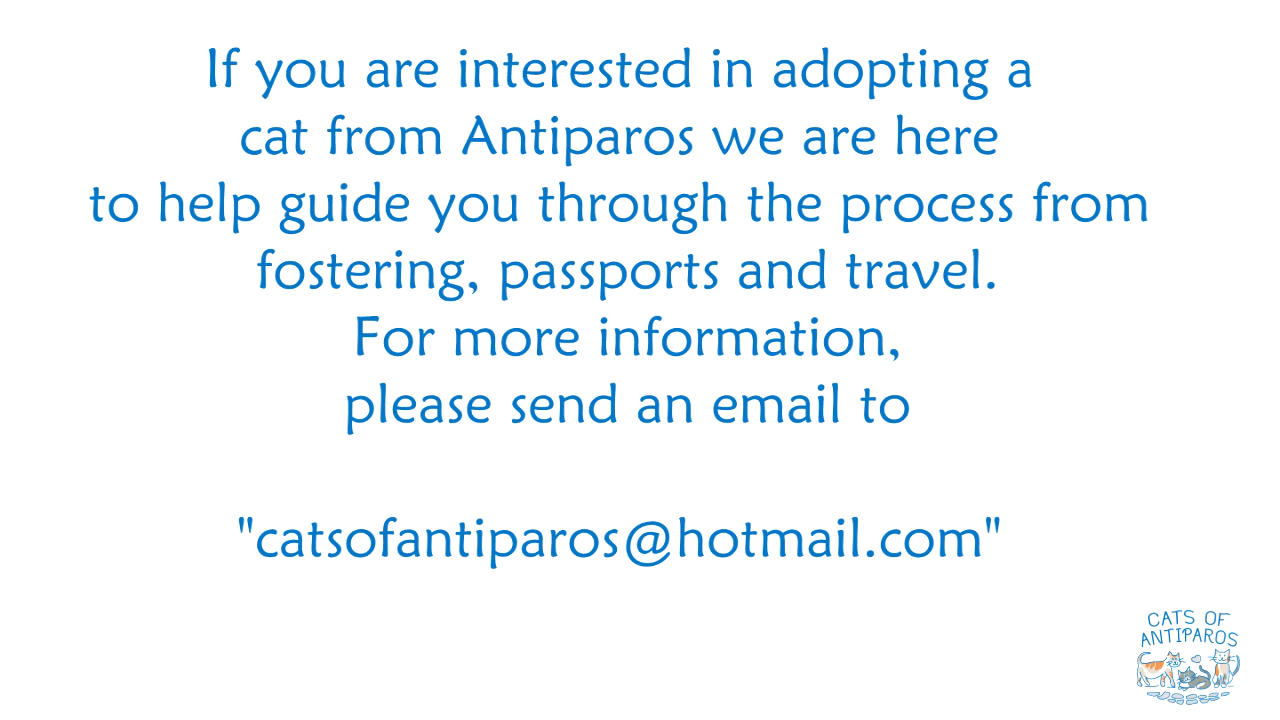 If you are interested in adopting a
cat from Antiparos we are here
to help guide you through the process from
fostering, passports and travel.
For more information,
please send an email to
"catsofantiparos@hotmail.com"
CATS OF
ANTIPAROS